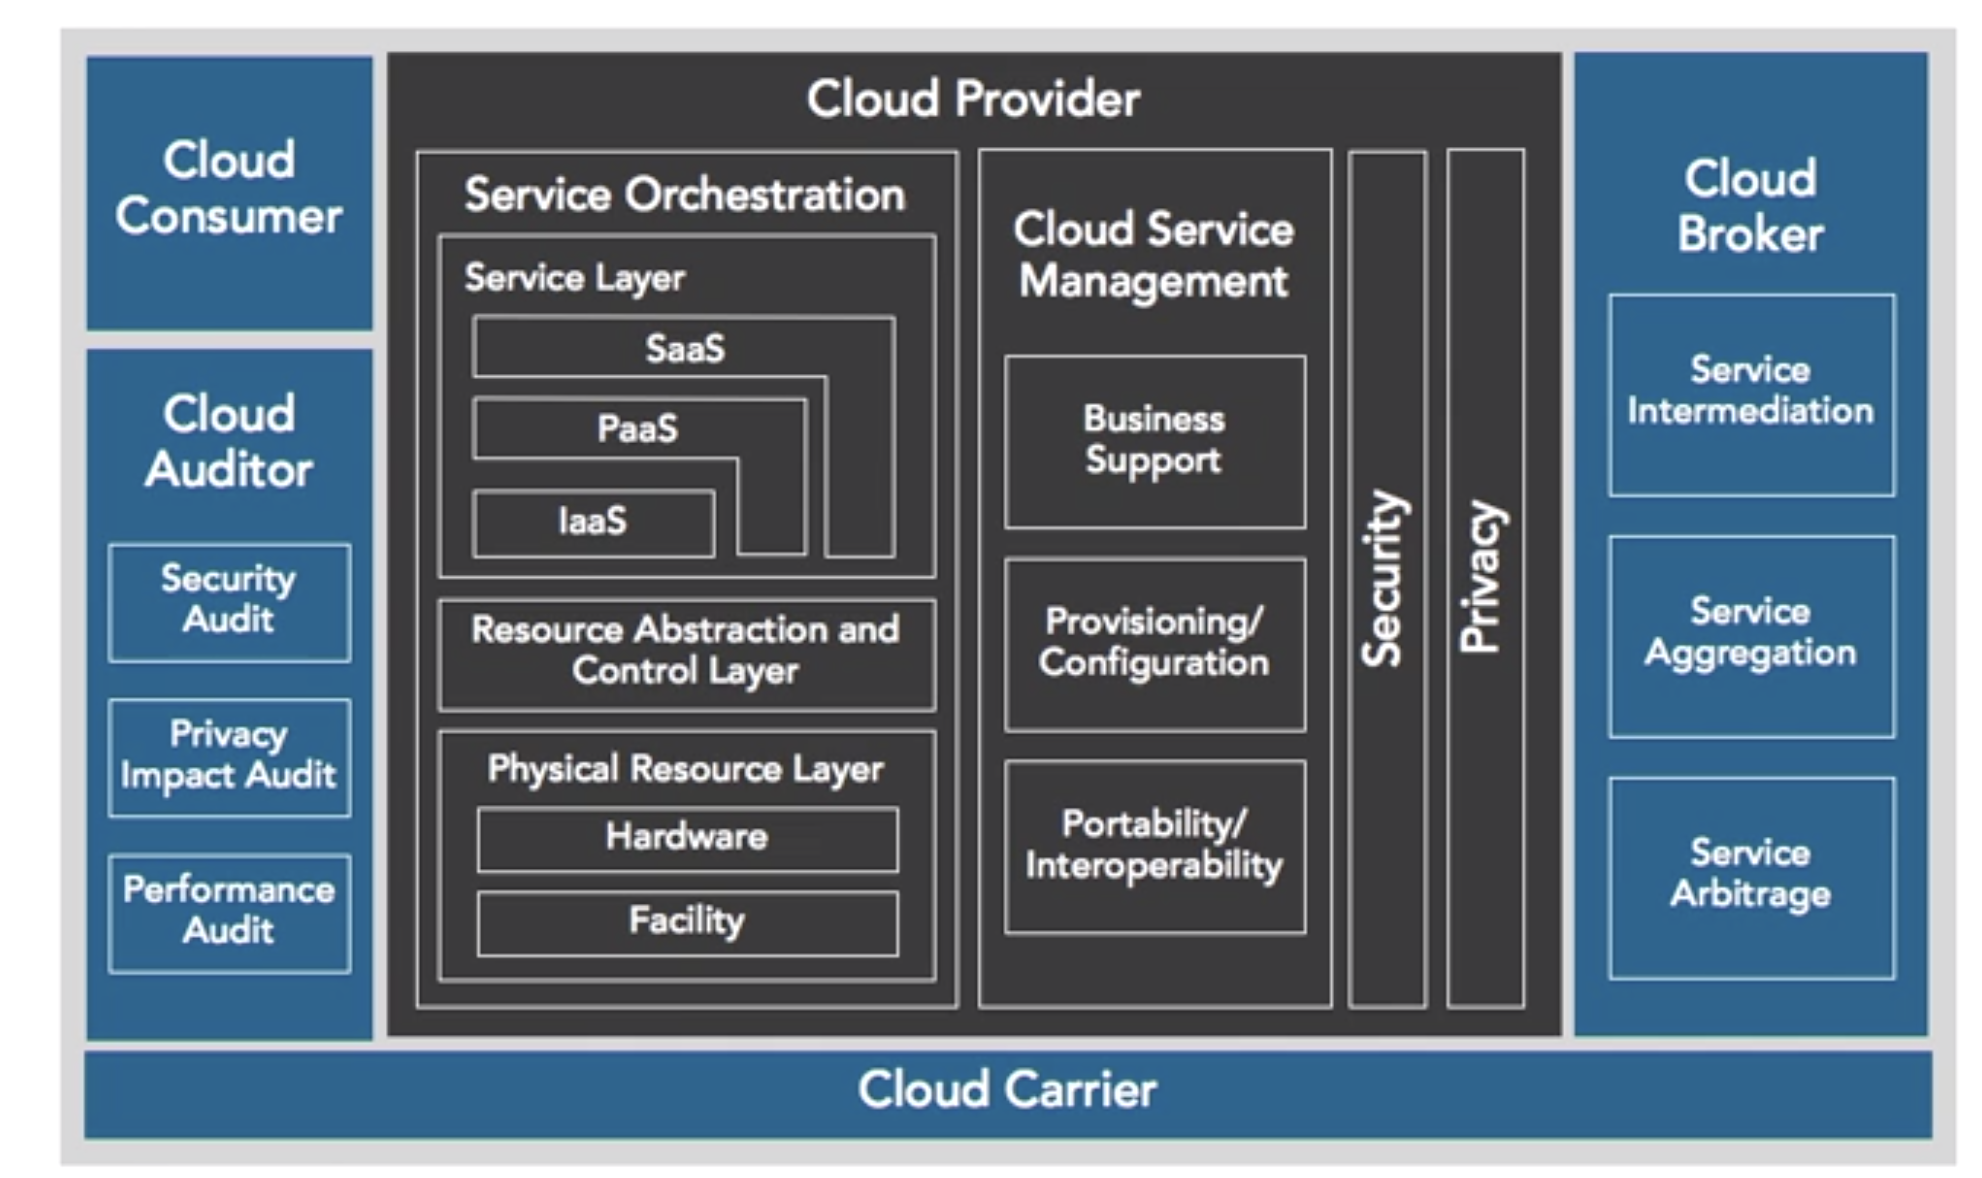 Cloud
Consumer
Cloud
Auditor
Security
Audit
Privacy
Impact Audit
Performance
Audit
Cloud Provider
Service Orchestration
Service Layer
SaaS
PaaS
IaaS
Resource Abstraction and
Control Layer
Physical Resource Layer
Hardware
Facility
Cloud Service
Management
Business
Support
Provisioning/
Configuration
Portability/
Interoperability
Security
Privacy
Cloud
Broker
Service
Intermediation
Service
Aggregation
Service
Arbitrage
Cloud Carrier